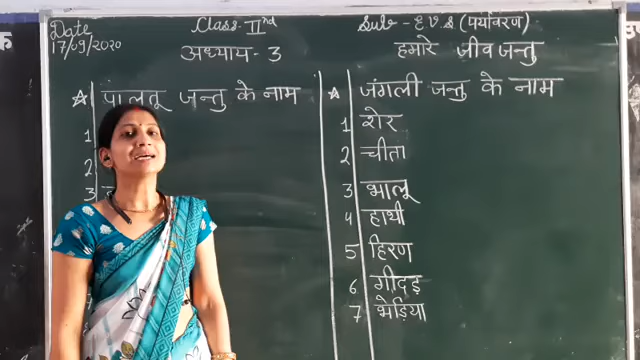 Date
17/09/2020
Class-IInd
Sub - E.V.S (पर्यावरण)
अध्याय-3
हमारे जीव जन्तु
पालतू जन्तु के नाम
1
2
3
जंगली जन्तु के नाम
1 शेर
2 चीता
3 भालू
4 हाथी
5 हिरण
6 गीदड़
7 भेड़िया